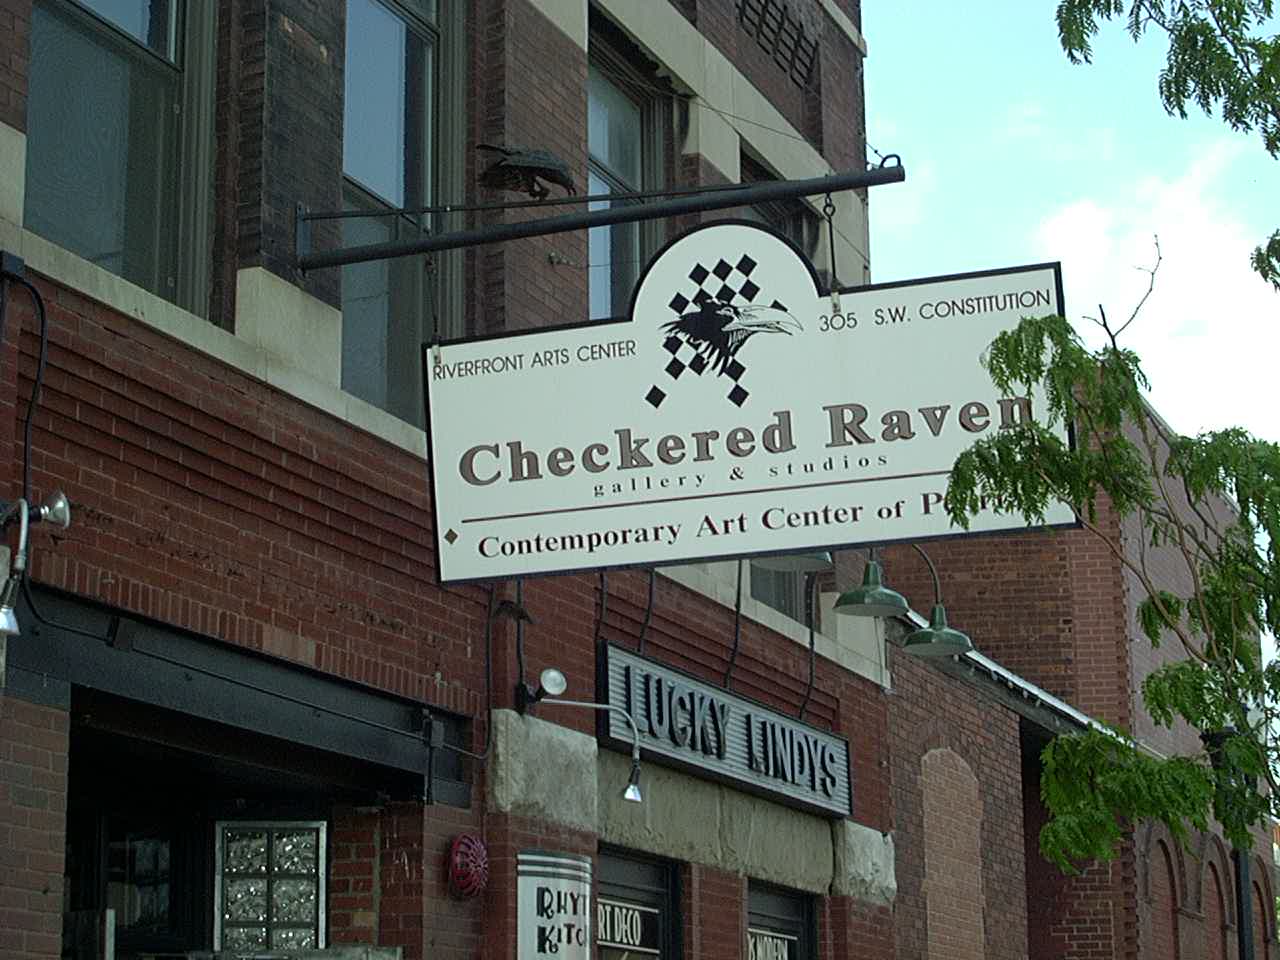 RIVERFRONT ARTS CENTER
305 S.W. CONSTITUTION
Checkered Raven
gallery & studios
Contemporary Art Center of
LUCKY LINDYS
ART DECO